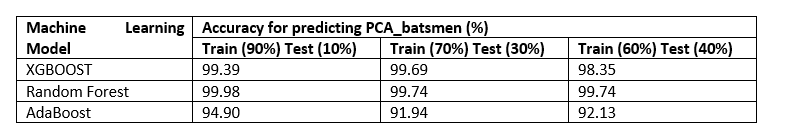 Machine Learning Model Accuracy for predicting PCA_batsmen (%)
Train (90%) Test (10%) Train (70%) Test (30%) Train (60%) Test (40%)
XGBOOST 99.39 99.69 98.35
Random Forest 99.98 99.74 99.74
AdaBoost 94.90 91.94 92.13